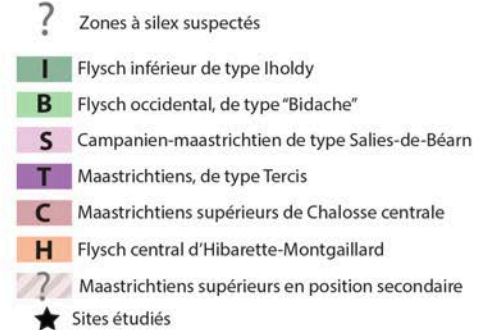 ? Zones à silex suspectés
I Flysch inférieur de type Iholdy
B Flysch occidental, de type "Bidache"
S Campanien-maastrichtien de type Salies-de-Béarn
T Maastrichtiens, de type Tercis
C Maastrichtiens supérieurs de Chalosse centrale
H Flysch central d'Hibarette-Montgaillard
? Maastrichtiens supérieurs en position secondaire
Sites étudiés